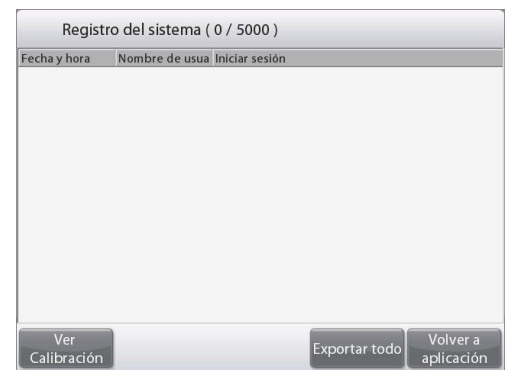 Registro del sistema ( 0 / 5000 )
Fecha y hora Nombre de usua Iniciar sesión
Ver
Calibración
Exportar todo
Volver a
aplicación